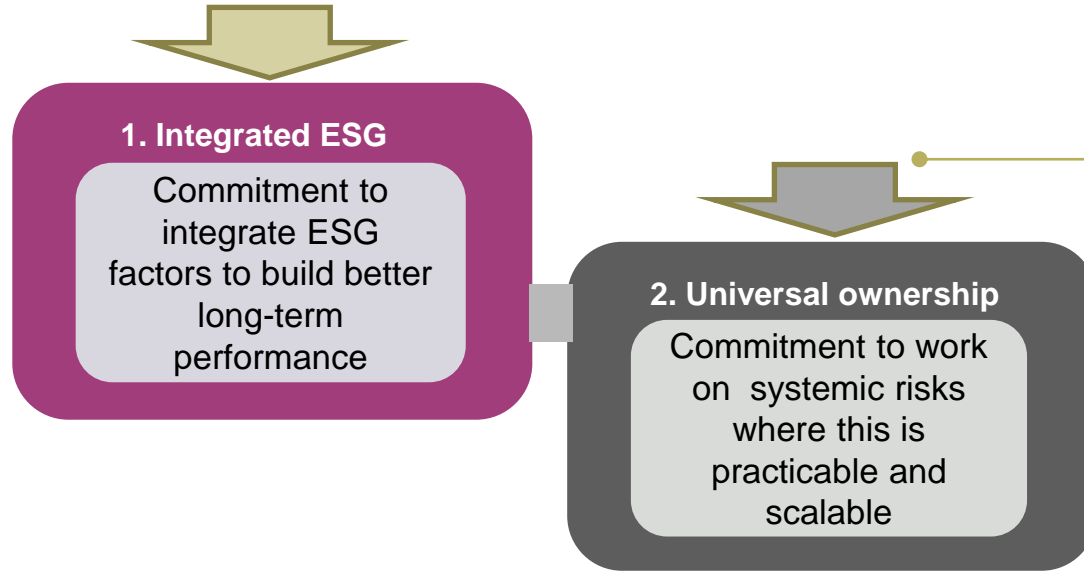 1. Integrated ESG
Commitment to
integrate ESG
factors to build better
long-term
performance
2. Universal ownership
Commitment to work
on  systemic risks
where this is
practicable and
scalable